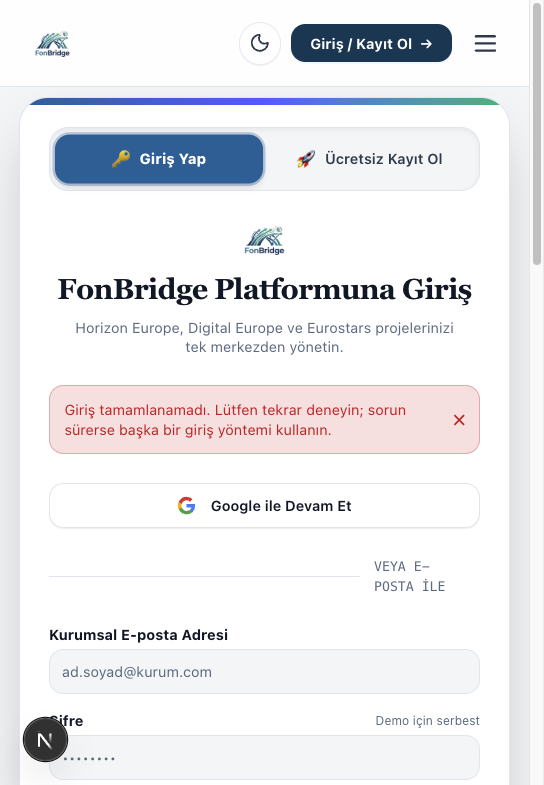 FonBridge
Giriş / Kayıt Ol →
🔑 Giriş Yap
🚀 Ücretsiz Kayıt Ol
FonBridge
FonBridge Platformuna Giriş
Horizon Europe, Digital Europe ve Eurostars projelerinizi
tek merkezden yönetin.
Giriş tamamlanamadı. Lütfen tekrar deneyin; sorun
sürerse başka bir giriş yöntemi kullanın.
Google ile Devam Et
VEYA E-
POSTA İLE
Kurumsal E-posta Adresi
ad.soyad@kurum.com
Şifre
Demo için serbest
N
••••••••